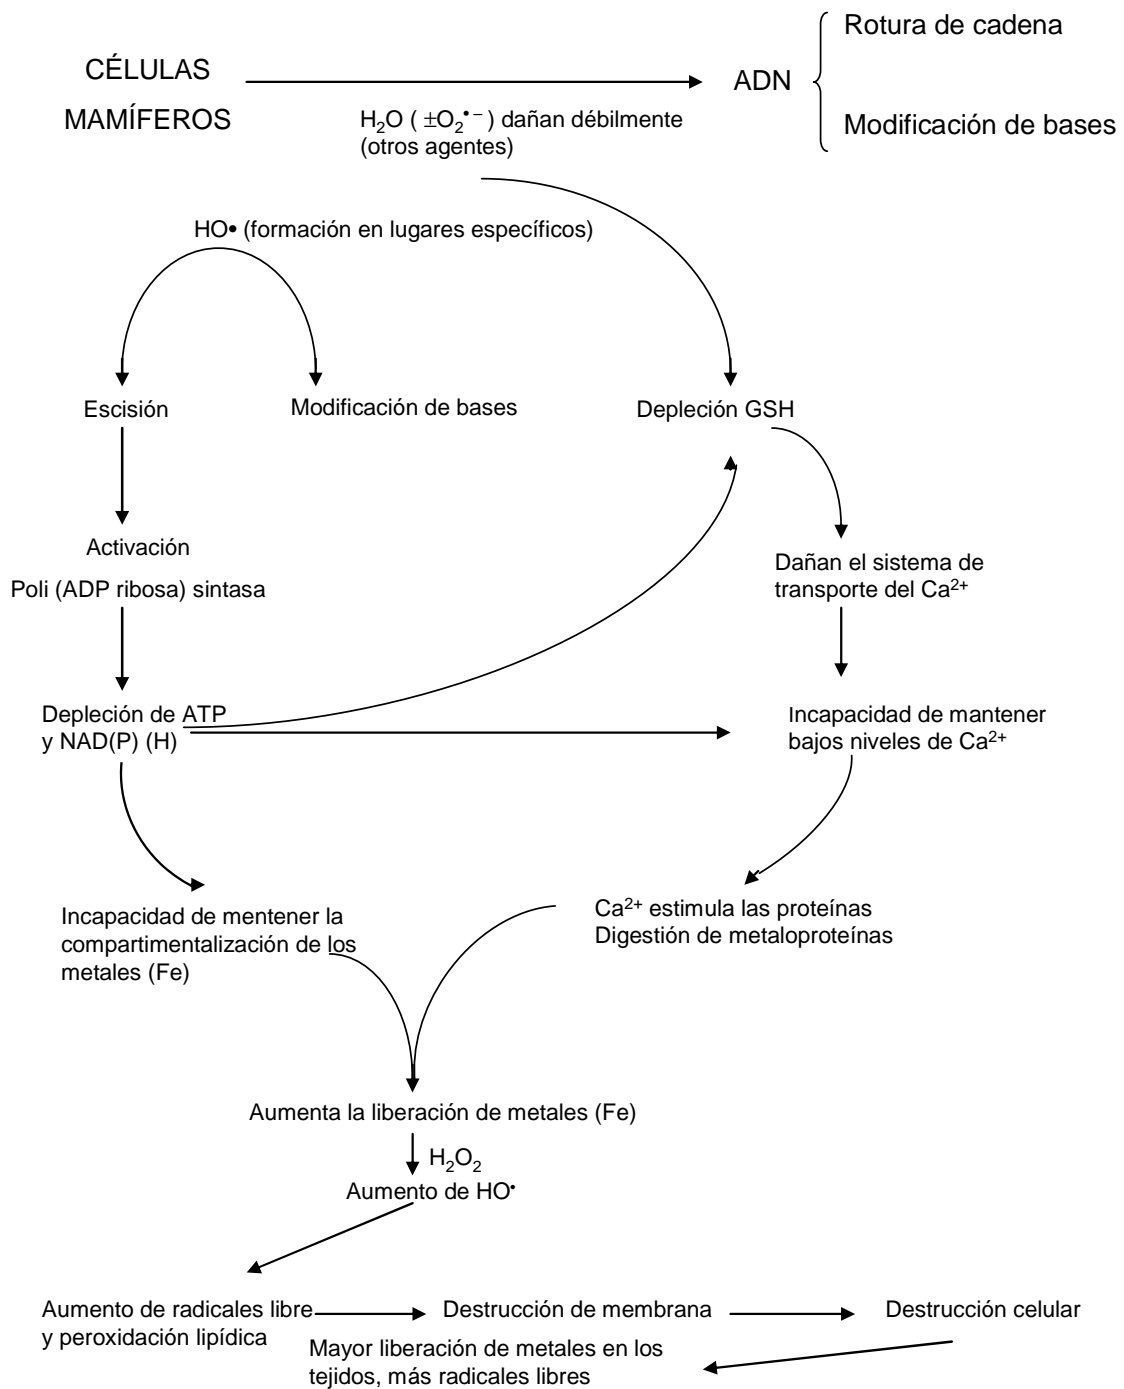 Rotura de cadena
CÉLULAS
MAMÍFEROS
ADN
H₂O ( ±O₂•⁻ ) dañan débilmente
(otros agentes)
Modificación de bases
HO• (formación en lugares específicos)
Escisión
Modificación de bases
Depleción GSH
Activación
Poli (ADP ribosa) sintasa
Dañan el sistema de
transporte del Ca²⁺
Depleción de ATP
y NAD(P) (H)
Incapacidad de mantener
bajos niveles de Ca²⁺
Incapacidad de mentener la
compartimentalización de los
metales (Fe)
Ca²⁺ estimula las proteínas
Digestión de metaloproteínas
Aumenta la liberación de metales (Fe)
H₂O₂
Aumento de HO•
Aumento de radicales libre
y peroxidación lipídica
Destrucción de membrana
Destrucción celular
Mayor liberación de metales en los
tejidos, más radicales libres